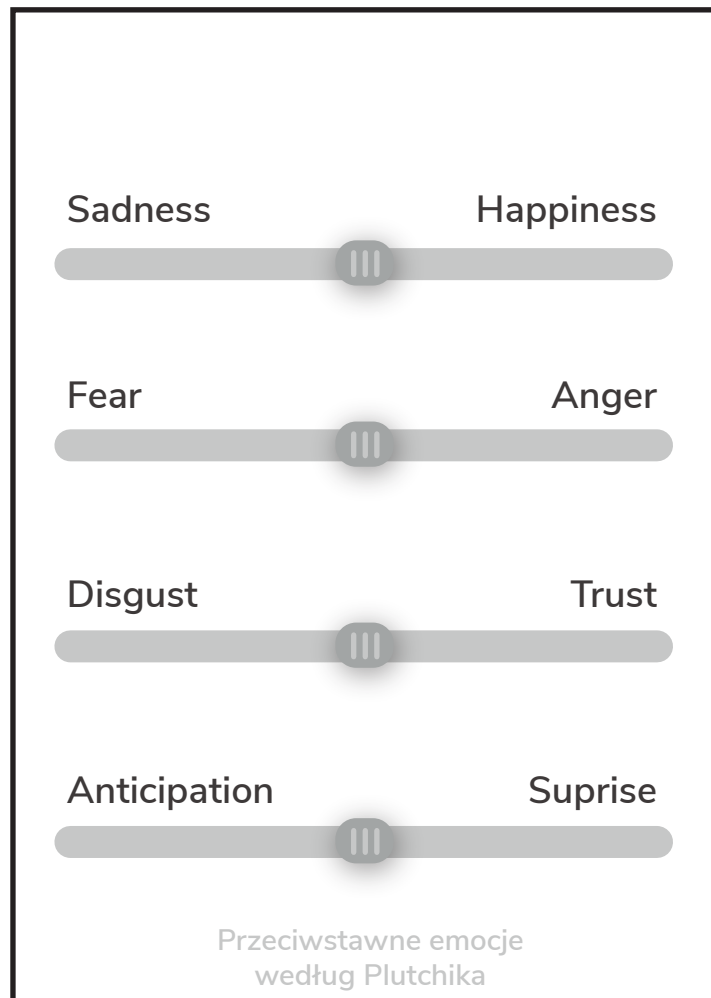 Sadness Happiness
Fear Anger
Disgust Trust
Anticipation Suprise
Przeciwstawne emocje
według Plutchika